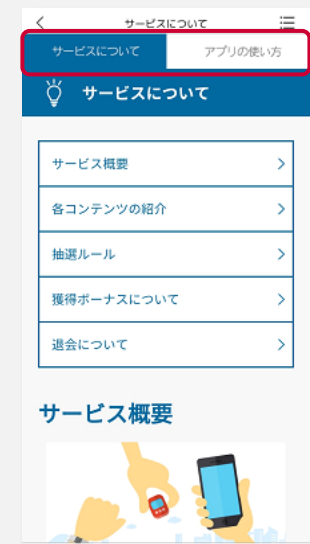 サービスについて
サービスについて アプリの使い方
サービスについて
サービス概要
各コンテンツの紹介
抽選ルール
獲得ボーナスについて
退会について
サービス概要